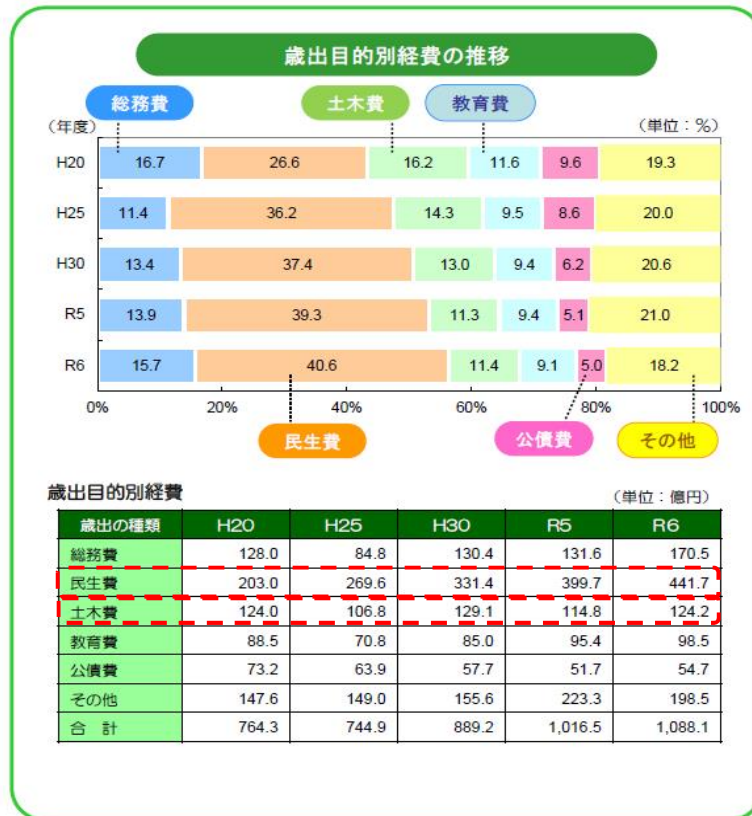 歳出目的別経費の推移
総務費 土木費 教育費
(年度) (単位：%)
H20 16.7 26.6 16.2 11.6 9.6 19.3
H25 11.4 36.2 14.3 9.5 8.6 20.0
H30 13.4 37.4 13.0 9.4 6.2 20.6
R5 13.9 39.3 11.3 9.4 5.1 21.0
R6 15.7 40.6 11.4 9.1 5.0 18.2
0% 20% 40% 60% 80% 100%
民生費 公債費 その他
歳出目的別経費 (単位：億円)
歳出の種類 H20 H25 H30 R5 R6
総務費 128.0 84.8 130.4 131.6 170.5
民生費 203.0 269.6 331.4 399.7 441.7
土木費 124.0 106.8 129.1 114.8 124.2
教育費 88.5 70.8 85.0 95.4 98.5
公債費 73.2 63.9 57.7 51.7 54.7
その他 147.6 149.0 155.6 223.3 198.5
合 計 764.3 744.9 889.2 1,016.5 1,088.1